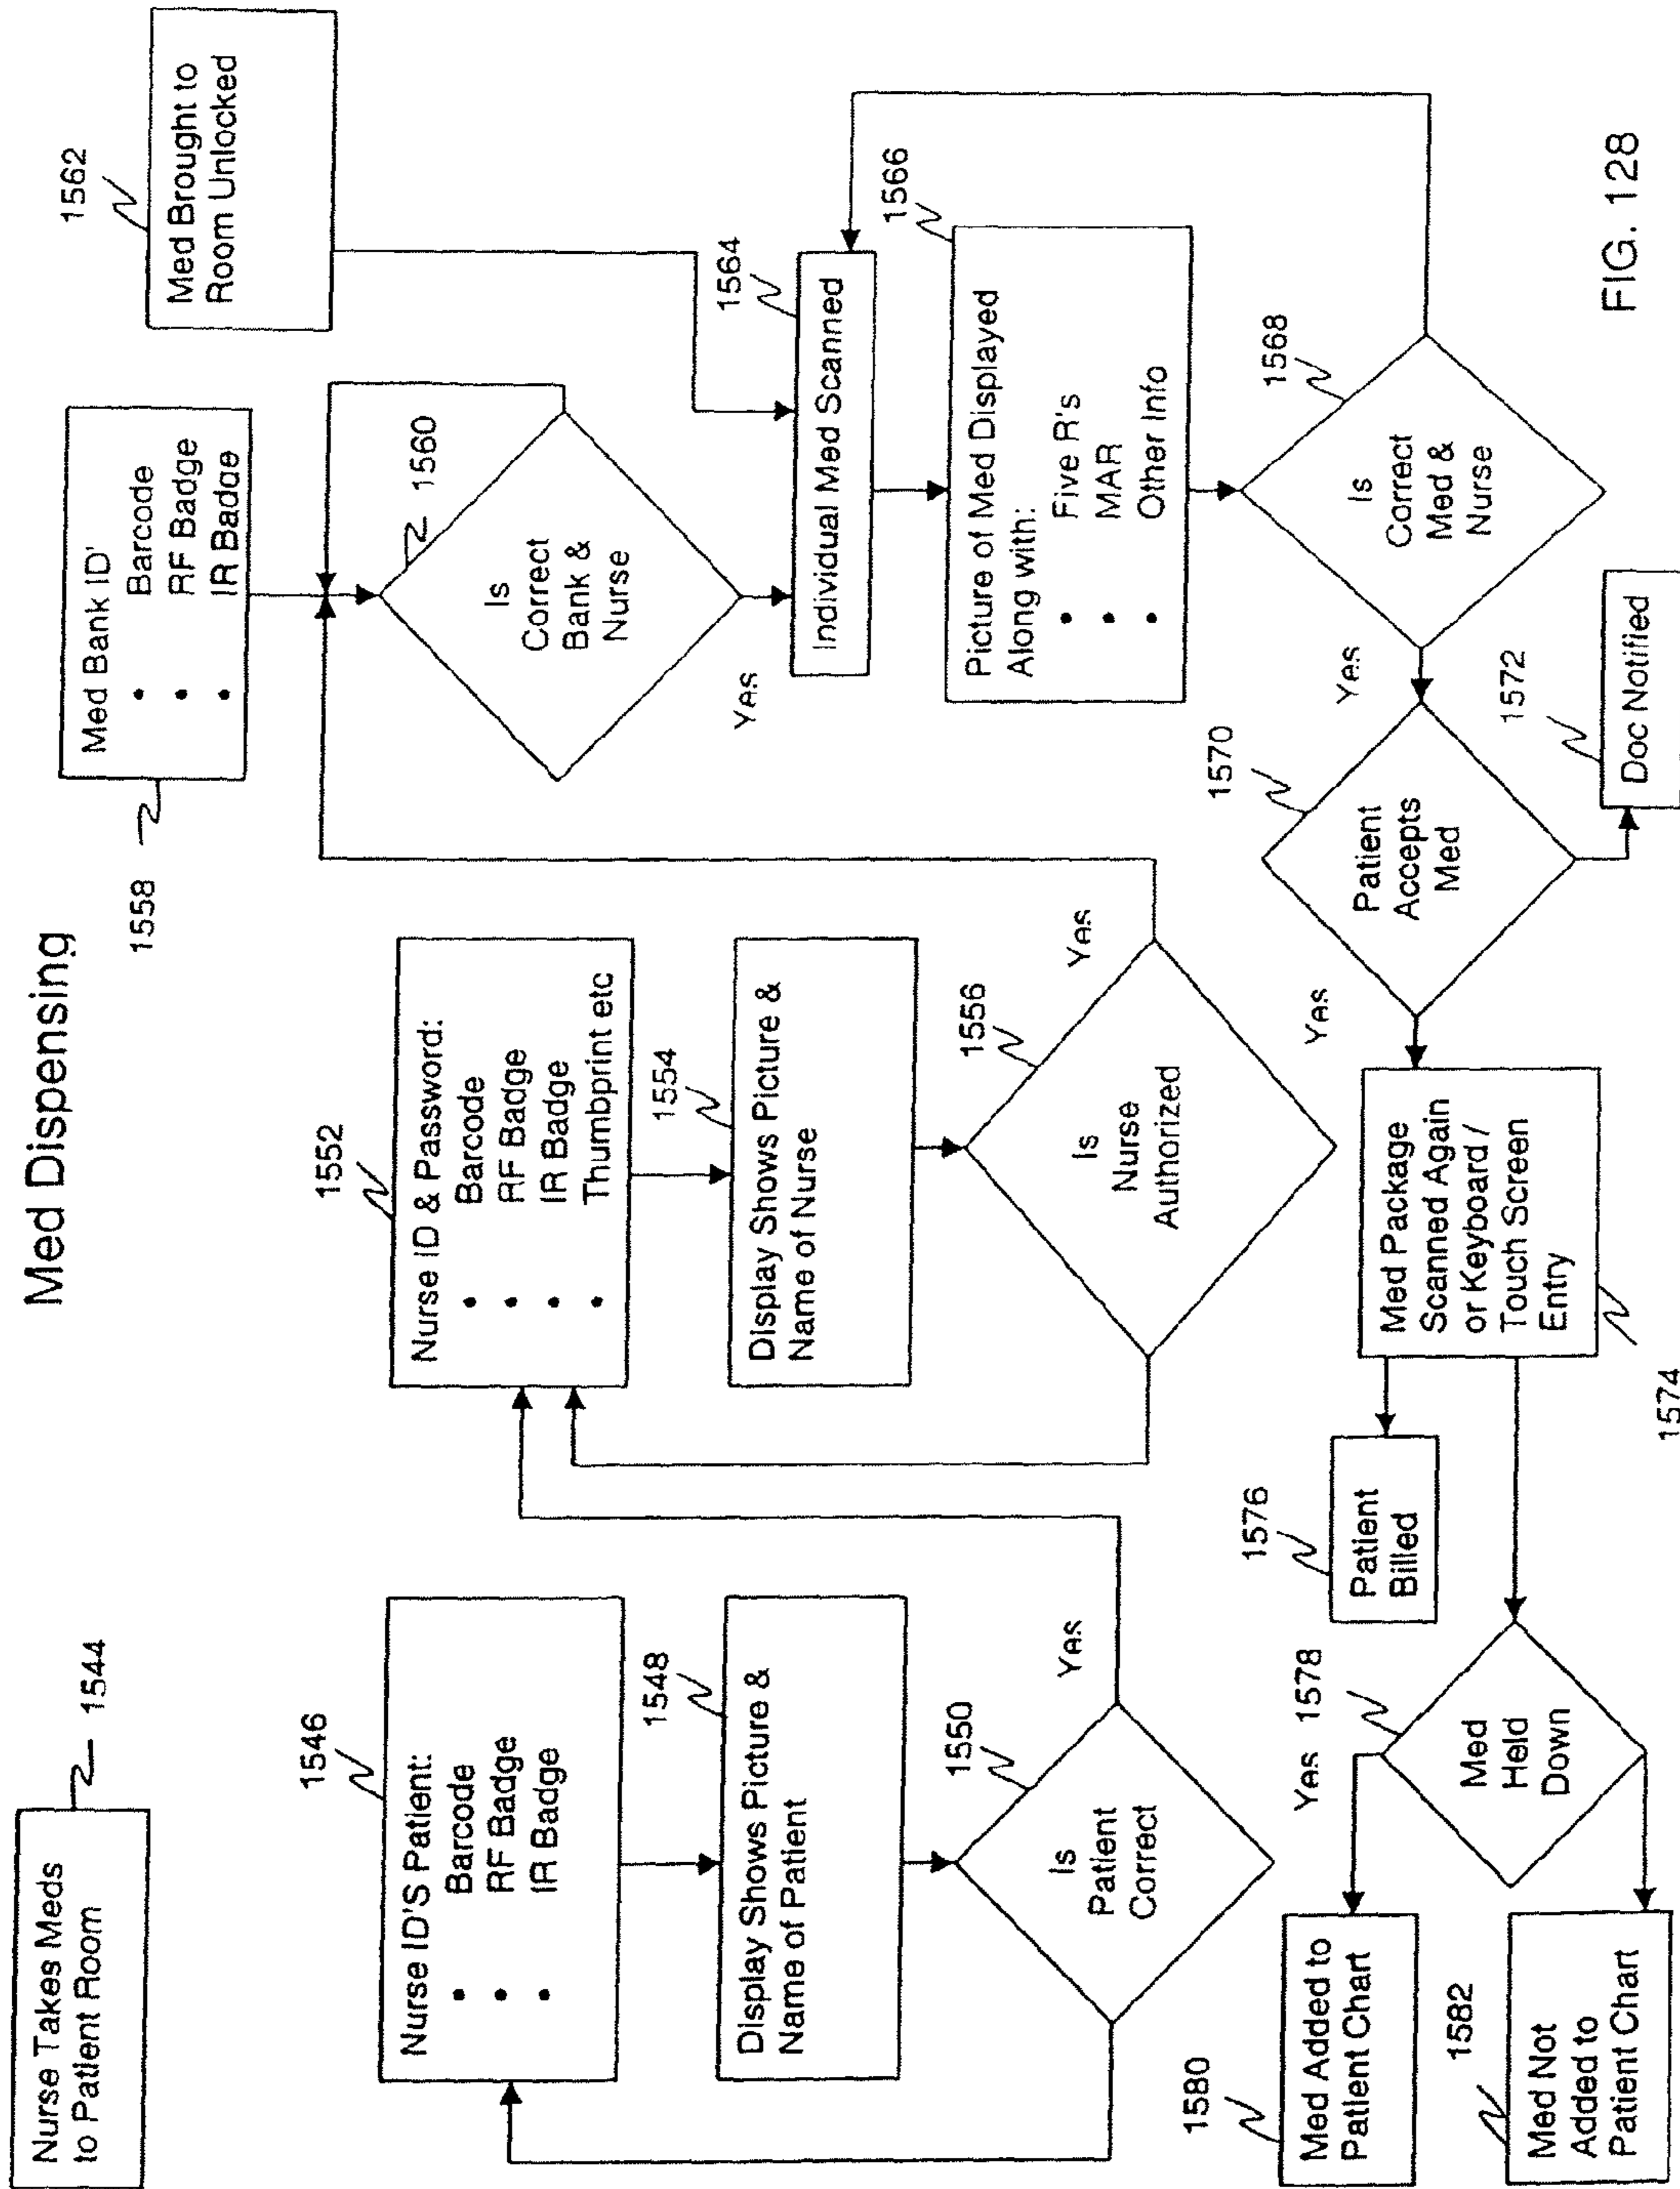 Med Dispensing
Nurse Takes Meds
to Patient Room
1544
1546
Nurse ID'S Patient:
• Barcode
• RF Badge
• IR Badge
1548
Display Shows Picture &
Name of Patient
1550
Is
Patient
Correct
Yes
1552
Nurse ID & Password:
• Barcode
• RF Badge
• IR Badge
• Thumbprint etc
1554
Display Shows Picture &
Name of Nurse
1556
Is
Nurse
Authorized
Yes
1558
Med Bank ID'
• Barcode
• RF Badge
• IR Badge
1560
Is
Correct
Bank &
Nurse
Yes
1562
Med Brought to
Room Unlocked
1564
Individual Med Scanned
1566
Picture of Med Displayed
Along with:
• Five R's
• MAR
• Other Info
1568
Is
Correct
Med &
Nurse
Yes
1570
Patient
Accepts
Med
Yes
1572
Doc Notified
Med Package
Scanned Again
or Keyboard /
Touch Screen
Entry
1574
1576
Patient
Billed
1578
Med
Held
Down
Yes
1580
Med Added to
Patient Chart
1582
Med Not
Added to
Patient Chart
FIG. 128